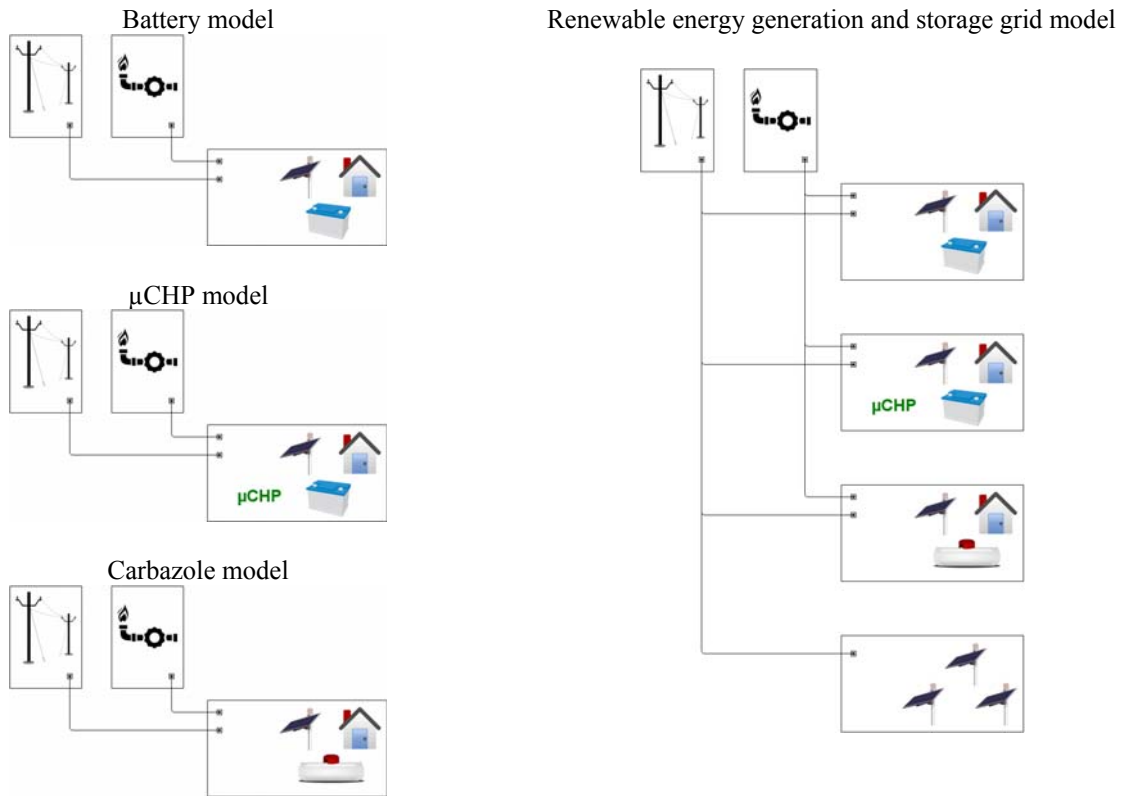 Battery model
Renewable energy generation and storage grid model
µCHP model
µCHP
µCHP
Carbazole model